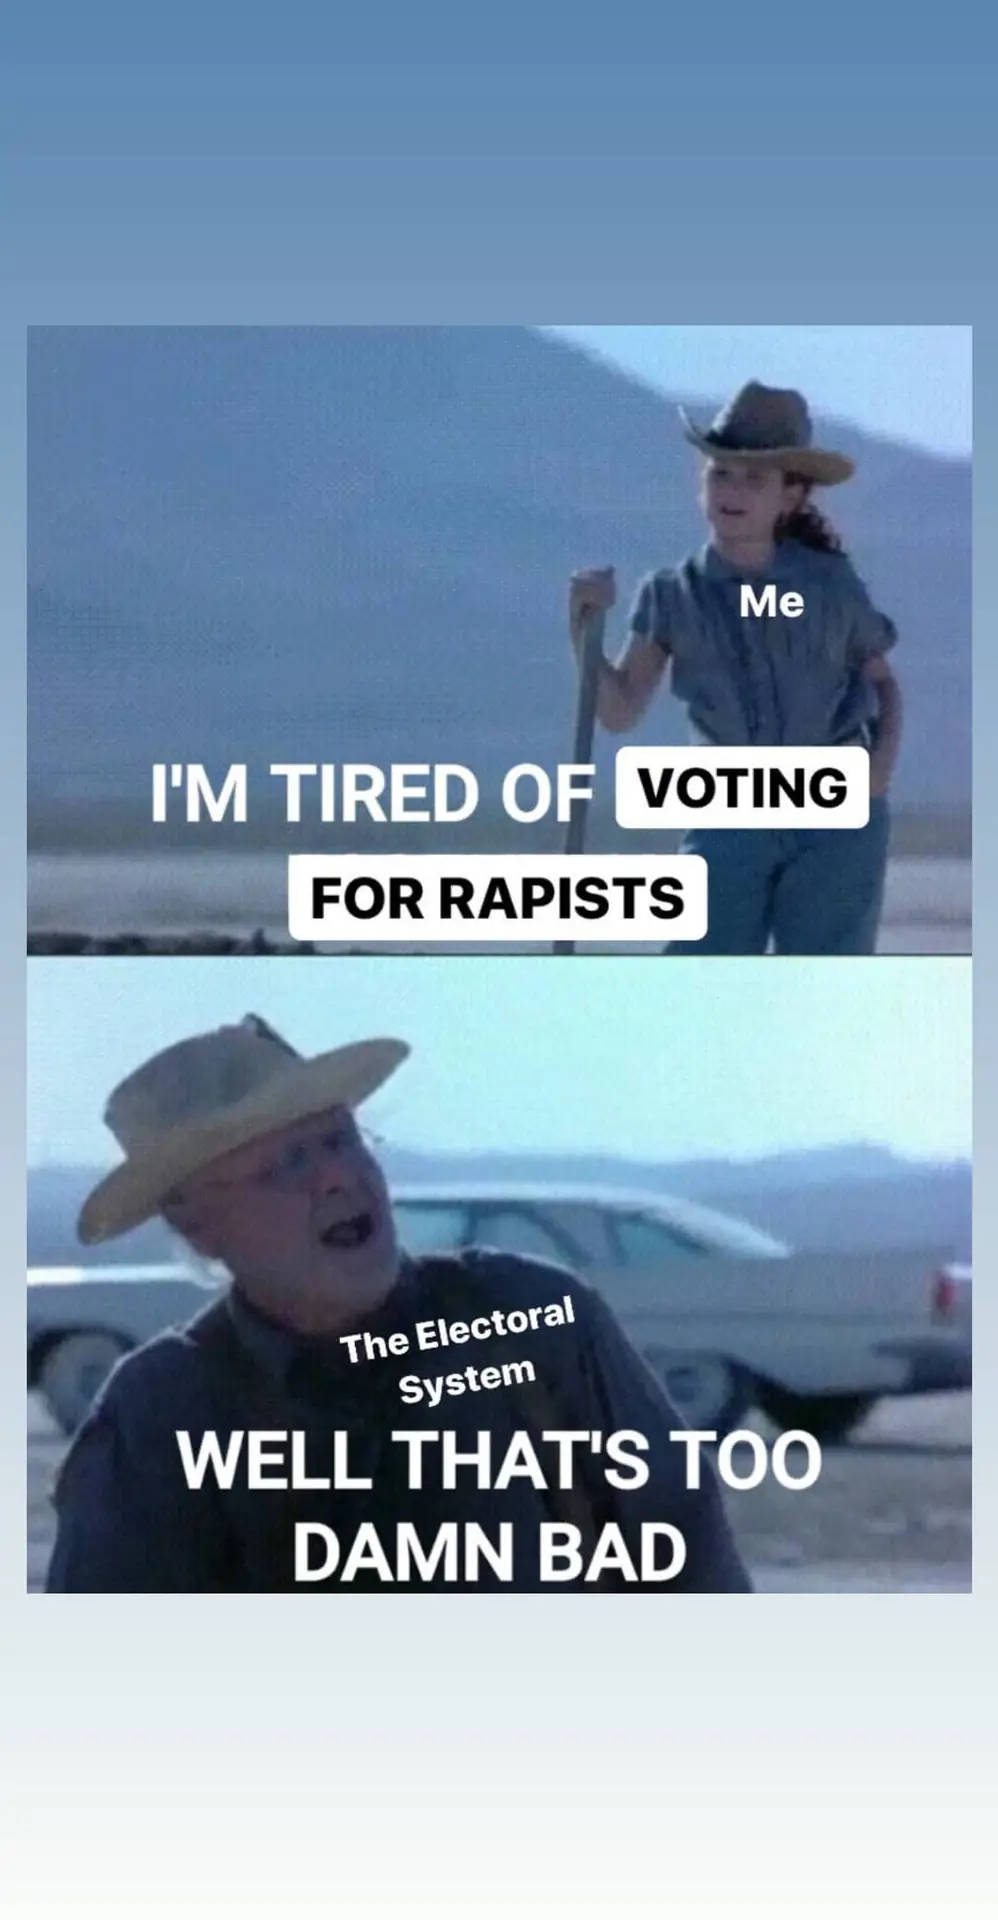 Me
I'M TIRED OF VOTING
FOR RAPISTS
The Electoral
System
WELL THAT'S TOO
DAMN BAD